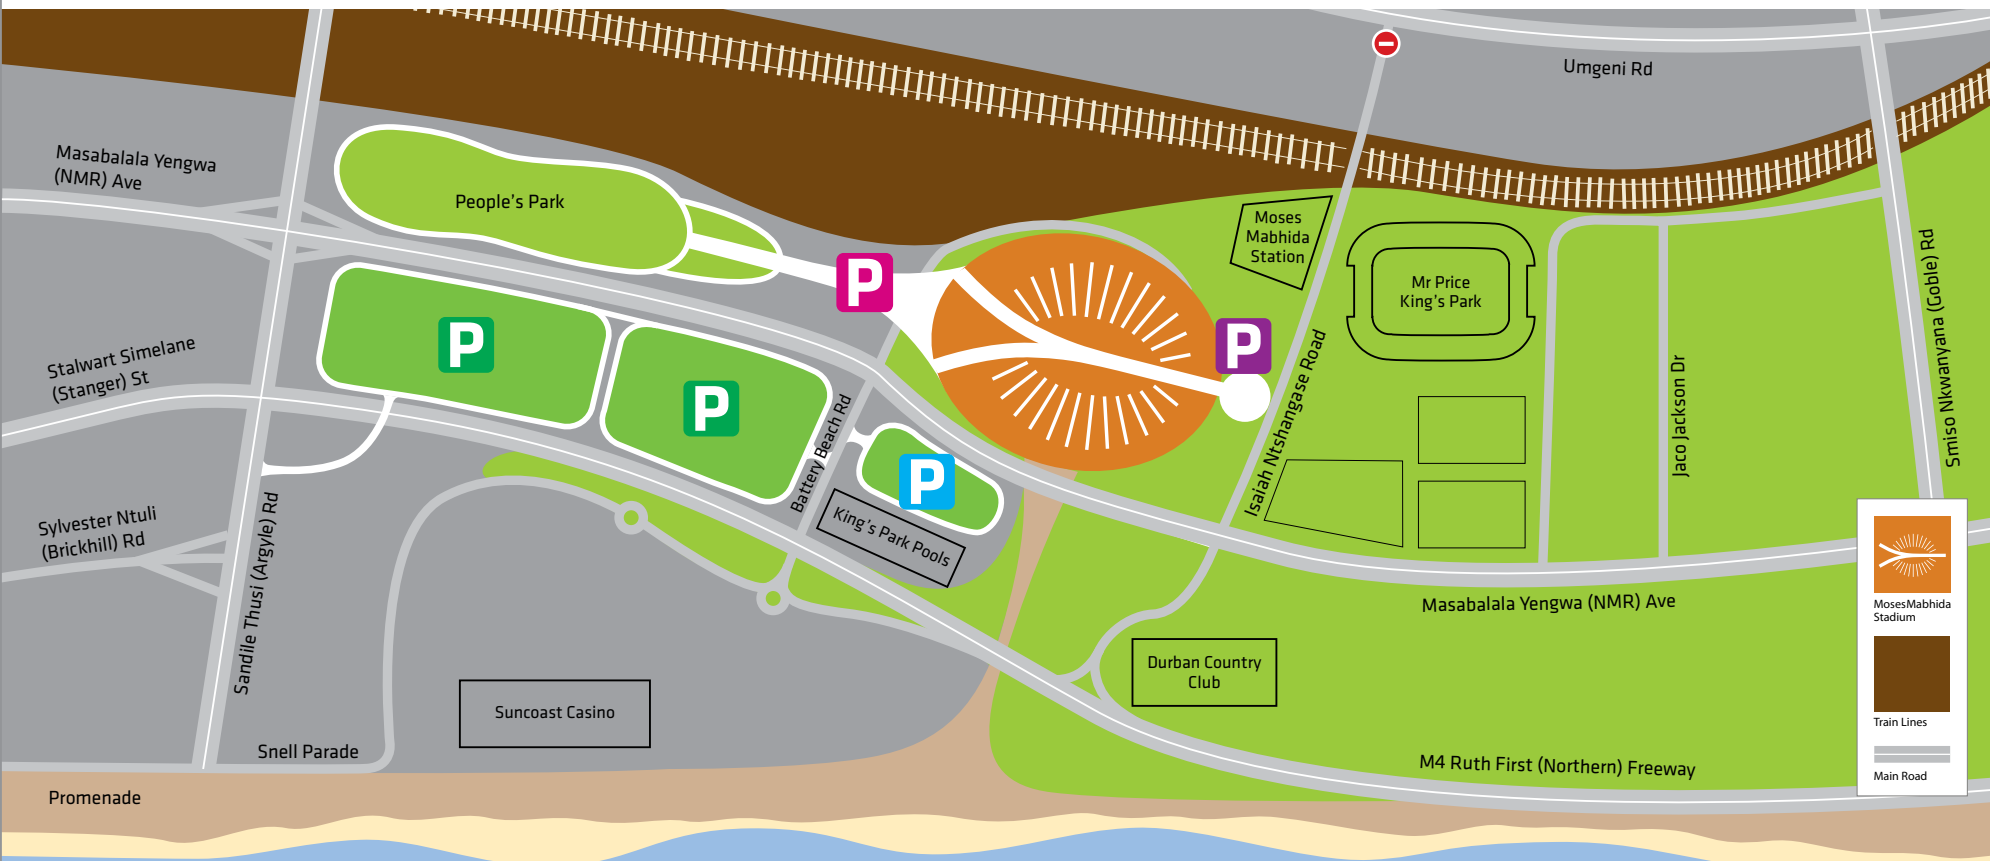 Umgeni Rd
Masabalala Yengwa
(NMR) Ave
People's Park
Moses
Mabhida
Station
Mr Price
King's Park
P
P
P
P
P
Stalwart Simelane
(Stanger) St
Battery Beach Rd
Isaiah Ntshangase Road
Jaco Jackson Dr
Smiso Nkwanyana (Goble) Rd
Sylvester Ntuli
(Brickhill) Rd
Sandile Thusi (Argyle) Rd
King's Park Pools
Masabalala Yengwa (NMR) Ave
Durban Country
Club
Suncoast Casino
Snell Parade
M4 Ruth First (Northern) Freeway
Promenade
MosesMabhida
Stadium
Train Lines
Main Road